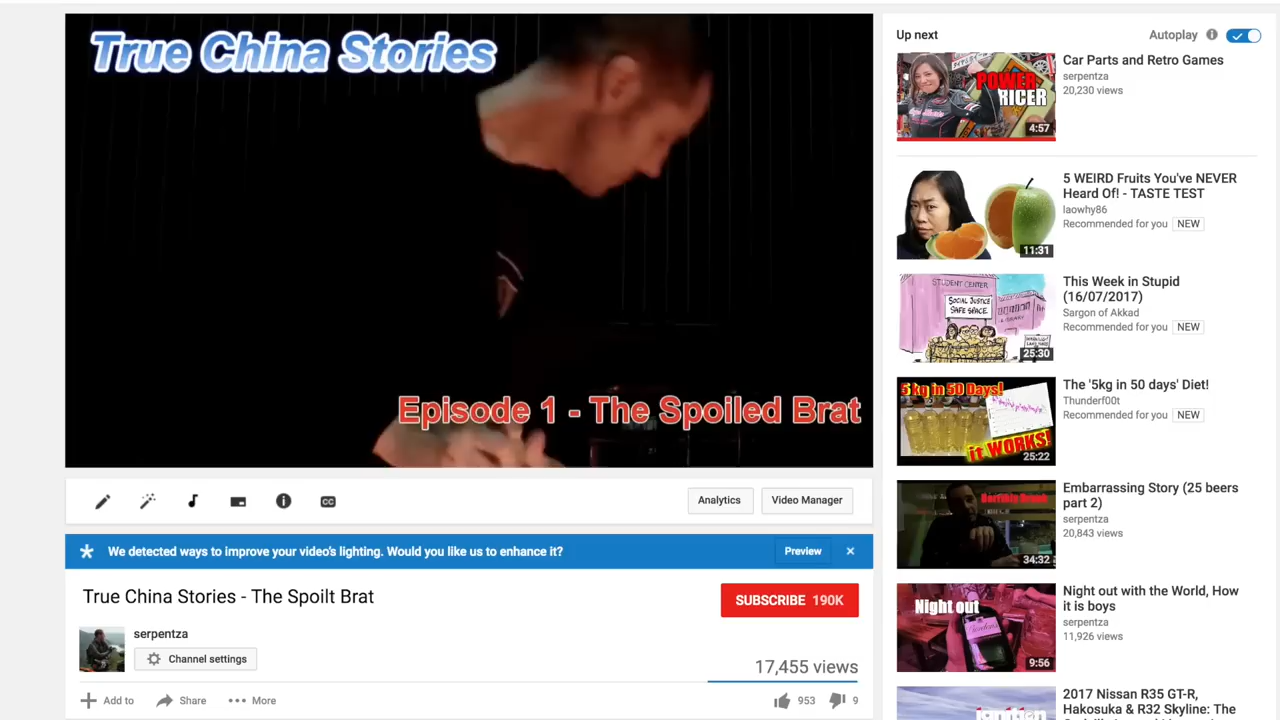 True China Stories
Episode 1 - The Spoiled Brat
Analytics
Video Manager
We detected ways to improve your video's lighting. Would you like us to enhance it?
Preview
True China Stories - The Spoilt Brat
SUBSCRIBE 190K
serpentza
Channel settings
17,455 views
Add to
Share
More
953
9
Up next
Autoplay
POWER
RICER
4:57
Car Parts and Retro Games
serpentza
20,230 views
11:31
5 WEIRD Fruits You've NEVER
Heard Of! - TASTE TEST
laowhy86
Recommended for you NEW
STUDENT CENTER
SOCIAL JUSTICE
SAFE SPACE
25:30
This Week in Stupid
(16/07/2017)
Sargon of Akkad
Recommended for you NEW
5 kg in 50 Days!
it WORKS!
25:22
The '5kg in 50 days' Diet!
Thunderf00t
Recommended for you NEW
Horribly Drunk
34:32
Embarrassing Story (25 beers
part 2)
serpentza
20,843 views
Night out
9:56
Night out with the World, How
it is boys
serpentza
11,926 views
ignition
2017 Nissan R35 GT-R,
Hakosuka & R32 Skyline: The